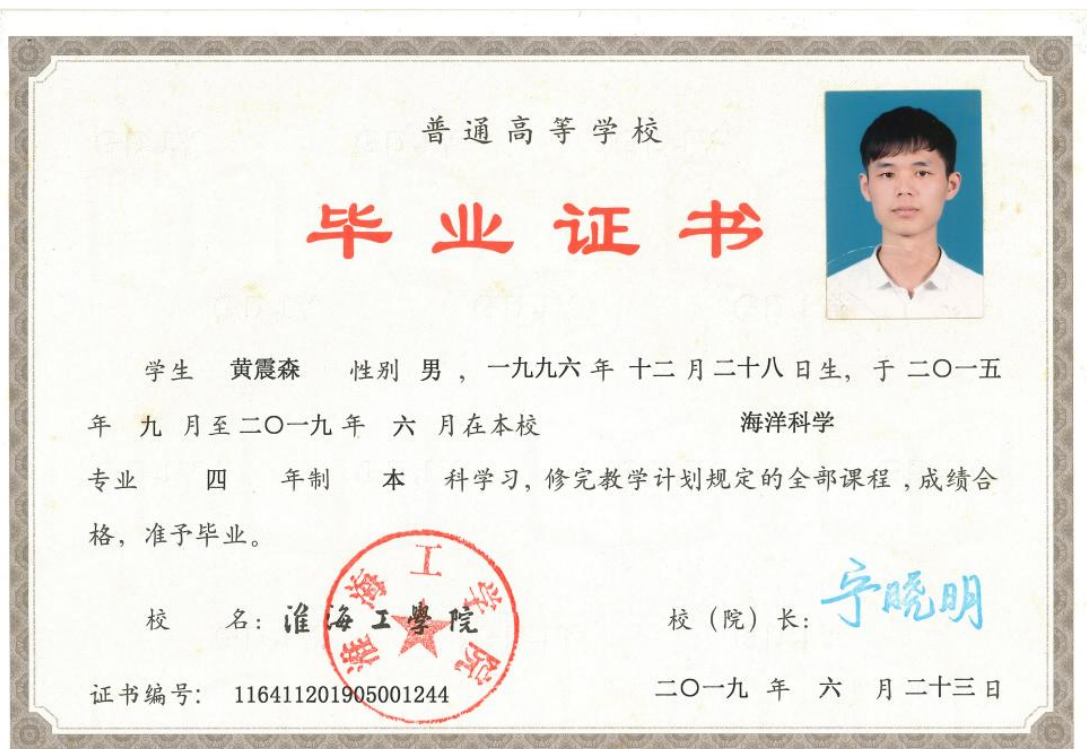 普通高等学校
毕业证书
学生 黄震森 性别 男 ，一九九六 年 十二 月 二十八 日生，于 二〇一五
年 九 月至 二〇一九 年 六 月在本校 海洋科学
专业 四 年制 本 科学习，修完教学计划规定的全部课程，成绩合
格，准予毕业。
校 名：淮海工學院
淮海工学院
校（院）长：宁晓明
证书编号： 116411201905001244
二〇一九 年 六 月 二十三 日